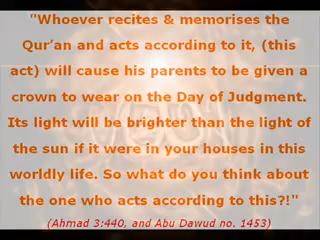 "Whoever recites & memorises the
Qur'an and acts according to it, (this
act) will cause his parents to be given a
crown to wear on the Day of Judgment.
Its light will be brighter than the light of
the sun if it were in your houses in this
worldly life. So what do you think about
the one who acts according to this?!"
(Ahmad 3:440, and Abu Dawud no. 1453)